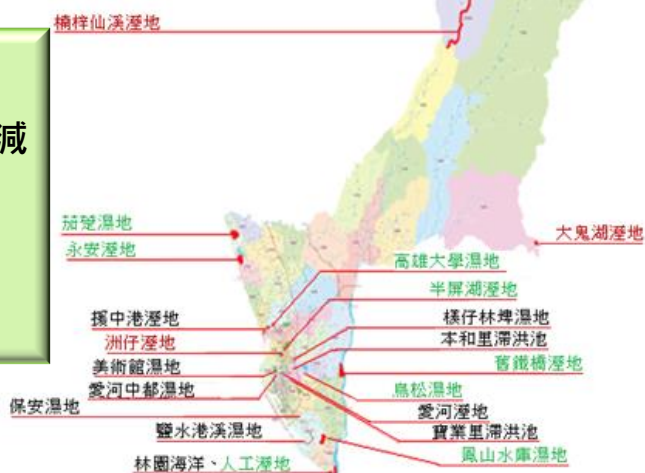 楠梓仙溪溼地
減
茄萣濕地
永安溼地
大鬼湖溼地
高雄大學濕地
半屏湖溼地
援中港溼地
洲仔溼地
美術館濕地
愛河中都濕地
保安濕地
鹽水港溪濕地
林園海洋、人工溼地
檨仔林埤濕地
本和里滯洪池
舊鐵橋溼地
鳥松濕地
愛河溼地
寶業里滯洪池
鳳山水庫濕地